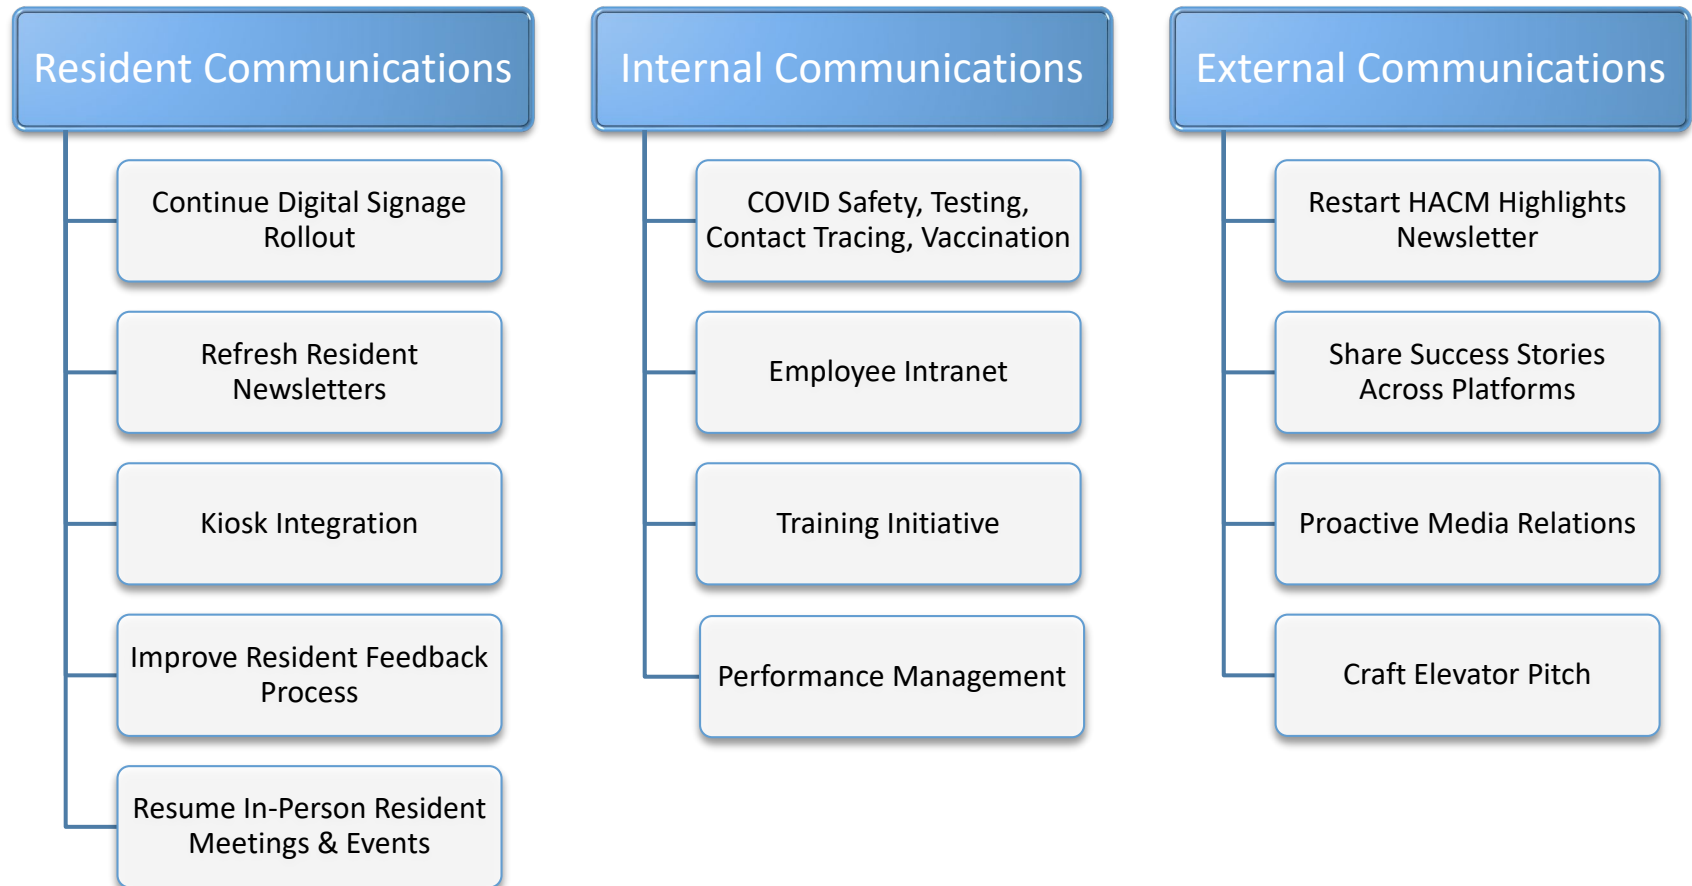 Resident Communications
Continue Digital Signage
Rollout
Refresh Resident
Newsletters
Kiosk Integration
Improve Resident Feedback
Process
Resume In-Person Resident
Meetings & Events
Internal Communications
COVID Safety, Testing,
Contact Tracing, Vaccination
Employee Intranet
Training Initiative
Performance Management
External Communications
Restart HACM Highlights
Newsletter
Share Success Stories
Across Platforms
Proactive Media Relations
Craft Elevator Pitch